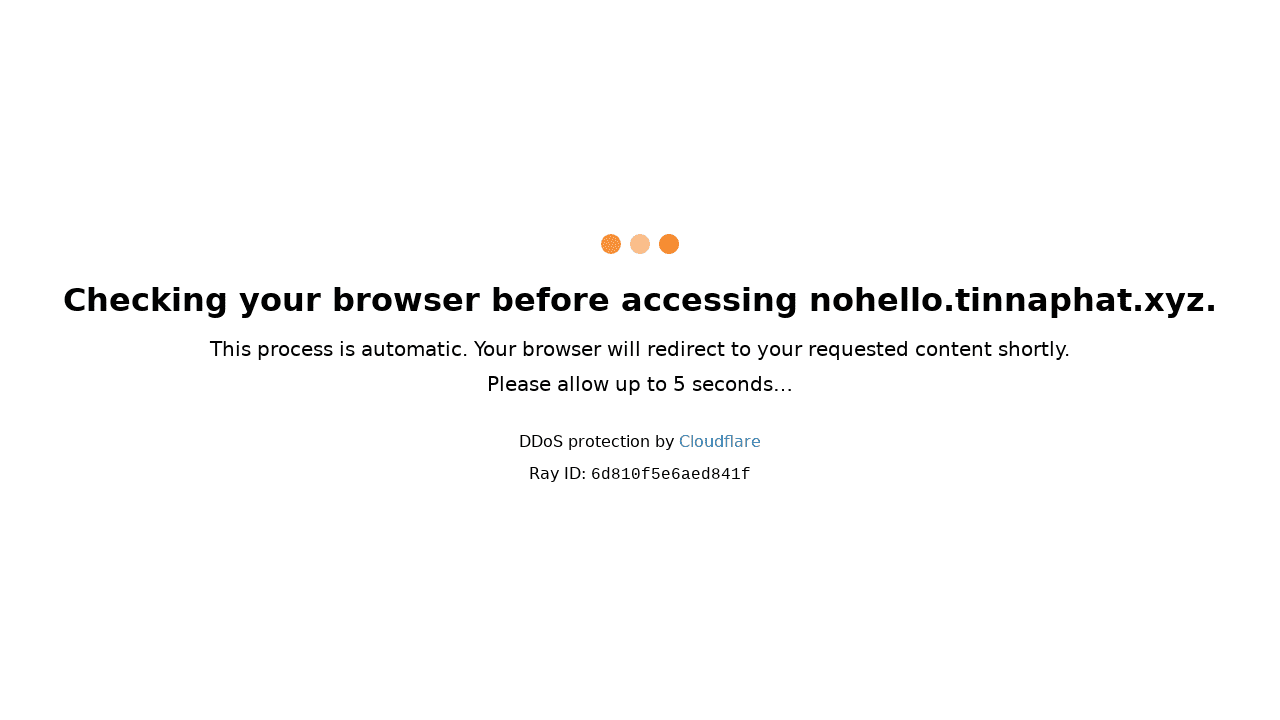 Checking your browser before accessing nohello.tinnaphat.xyz.
This process is automatic. Your browser will redirect to your requested content shortly.
Please allow up to 5 seconds…
DDoS protection by Cloudflare
Ray ID: 6d810f5e6aed841f